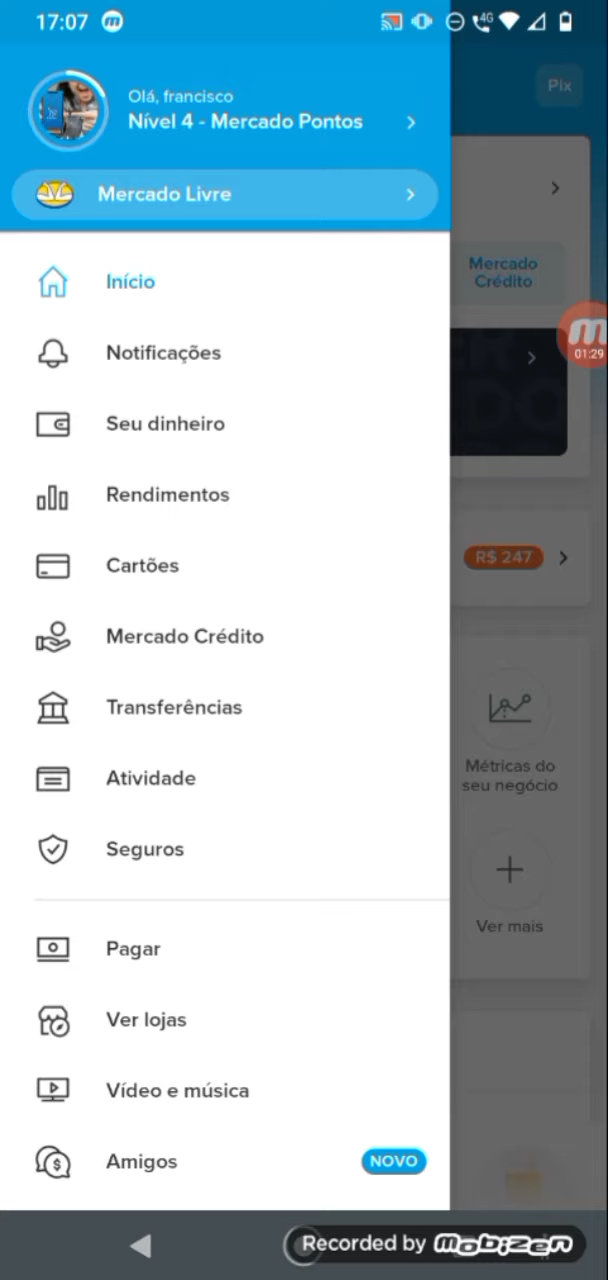 17:07
4G
Olá, francisco
Nível 4 - Mercado Pontos
Pix
Mercado Livre
Início
Mercado
Crédito
Notificações
01:29
Seu dinheiro
Rendimentos
R$ 247
Cartões
Mercado Crédito
Transferências
Métricas do
seu negócio
Atividade
Seguros
Ver mais
Pagar
Ver lojas
Vídeo e música
Amigos
NOVO
Recorded by mobizen